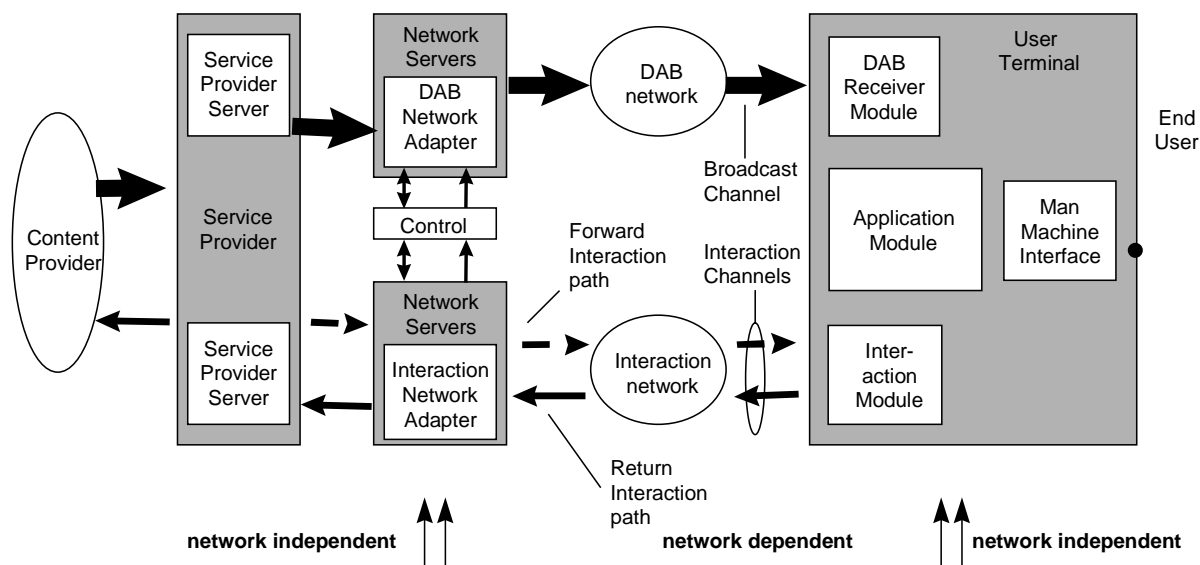 Content
Provider
Service
Provider
Server
Service
Provider
Service
Provider
Server
Network
Servers
DAB
Network
Adapter
Control
Network
Servers
Interaction
Network
Adapter
DAB
network
Broadcast
Channel
Forward
Interaction
path
Interaction
Channels
Interaction
network
Return
Interaction
path
User
Terminal
DAB
Receiver
Module
Application
Module
Man
Machine
Interface
Inter-
action
Module
End
User
network independent
network dependent
network independent